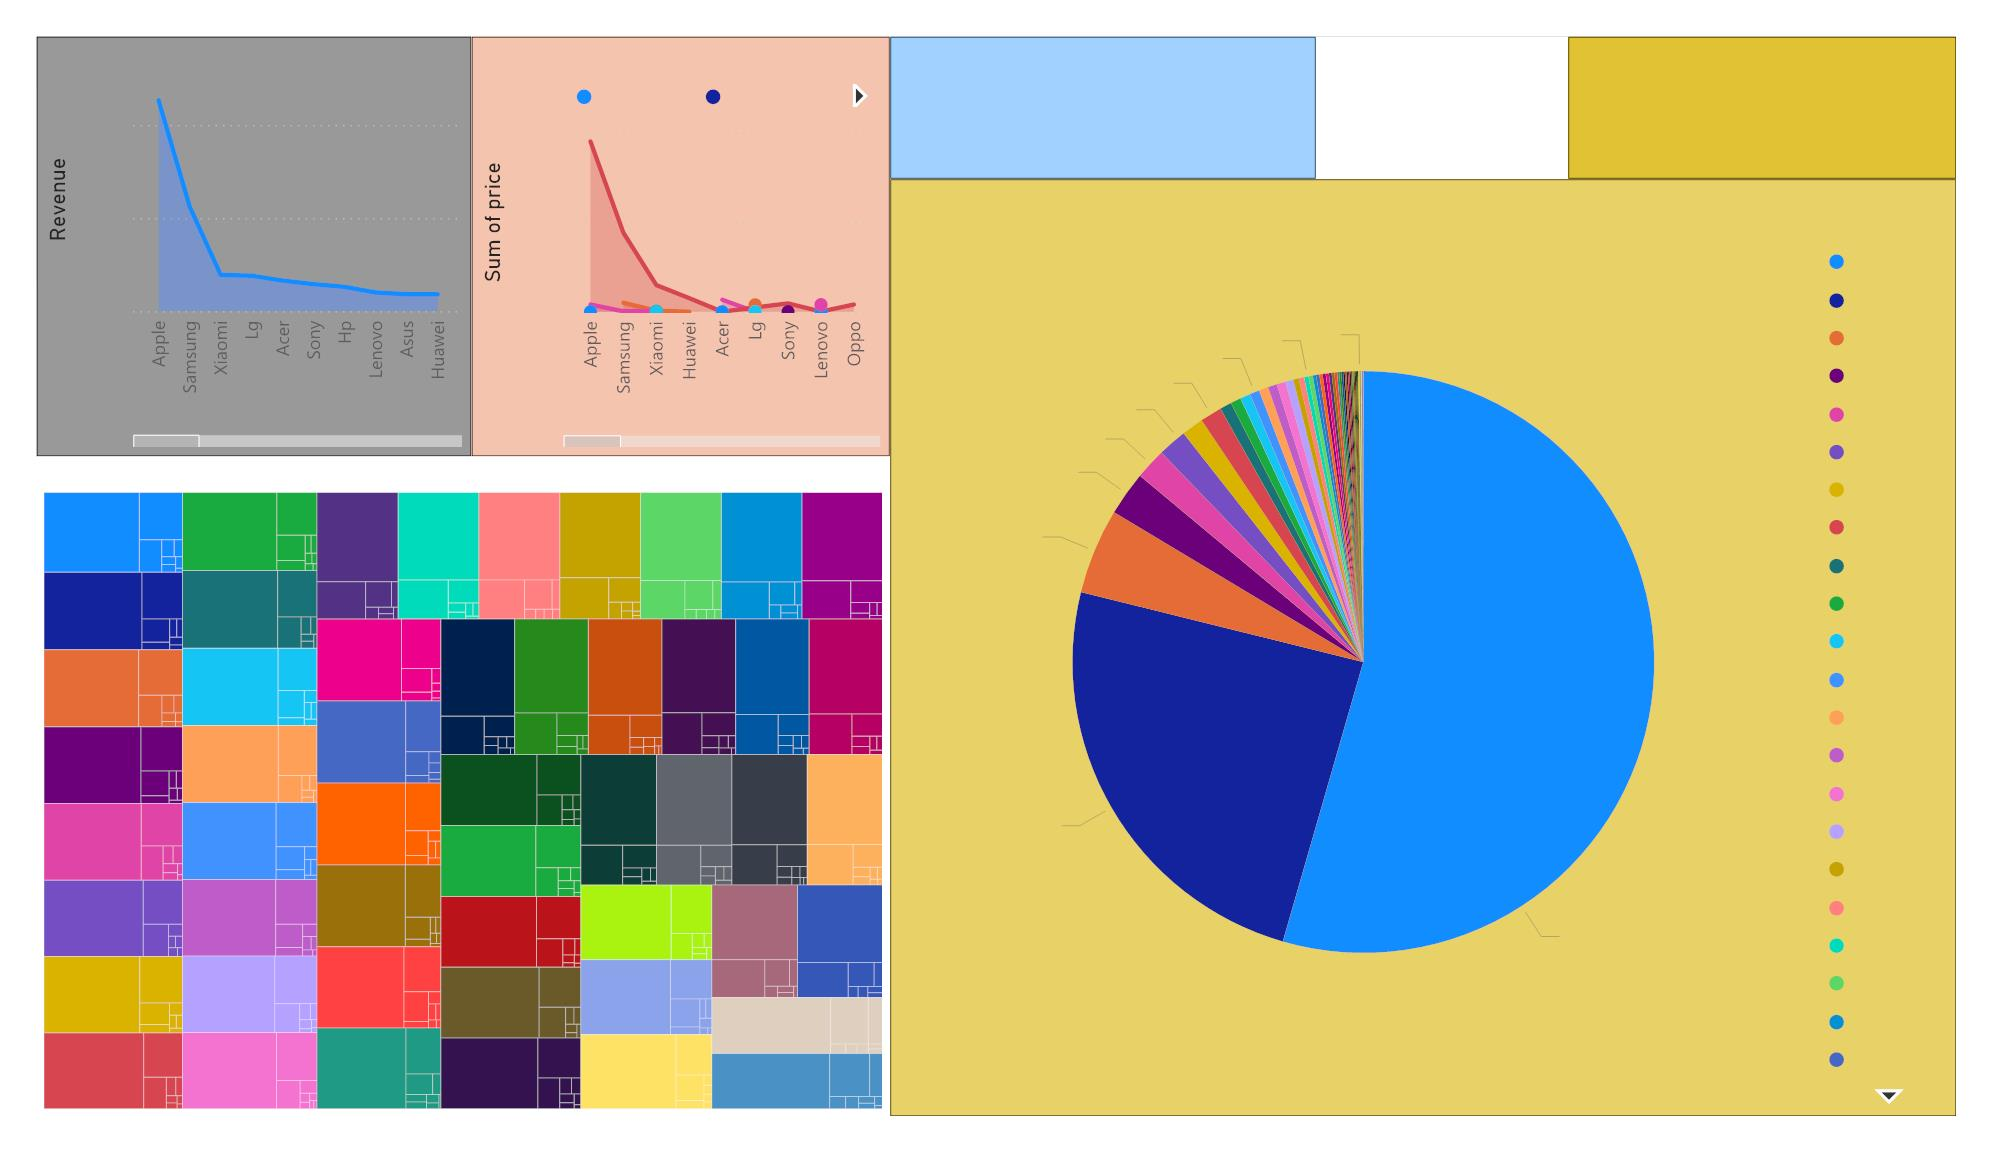 Revenue
Apple
Samsung
Xiaomi
Lg
Acer
Sony
Hp
Lenovo
Asus
Huawei
Sum of price
Apple
Samsung
Xiaomi
Huawei
Acer
Lg
Sony
Lenovo
Oppo